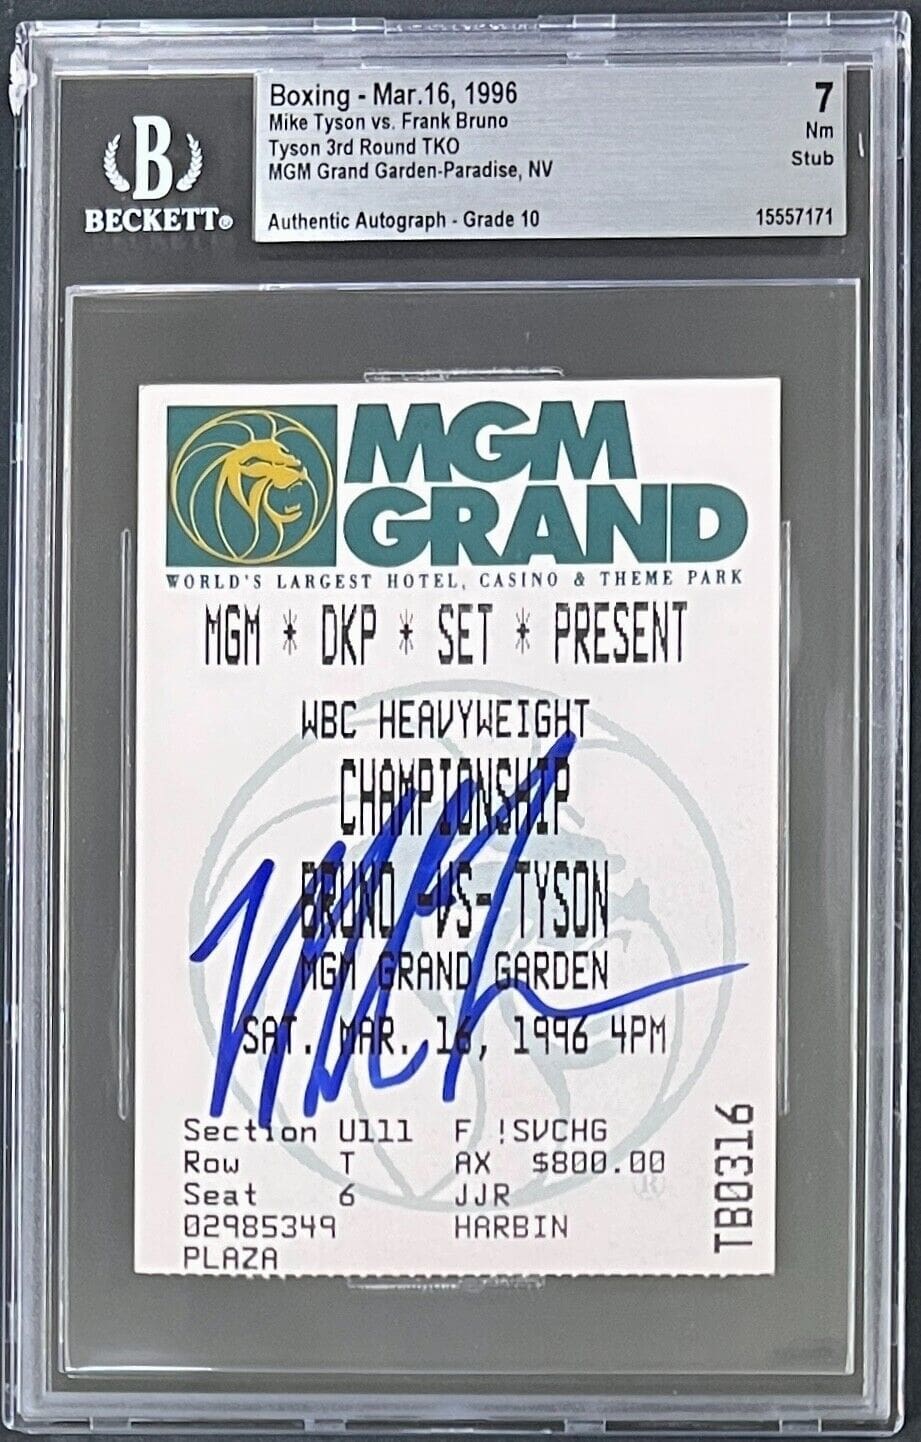 Boxing - Mar.16, 1996
Mike Tyson vs. Frank Bruno
Tyson 3rd Round TKO
MGM Grand Garden-Paradise, NV
Authentic Autograph - Grade 10
7
Nm
Stub
15557171
B
BECKETT®
MGM
GRAND
WORLD'S LARGEST HOTEL, CASINO & THEME PARK
MGM * DKP * SET * PRESENT
WBC HEAVYWEIGHT
CHAMPIONSHIP
BRUNO -VS- TYSON
MGM GRAND GARDEN
SAT. MAR. 16, 1996 4PM
Section U111 F !SVCHG
Row T AX $800.00
Seat 6 JJR
02985349 HARBIN
PLAZA
TB0316